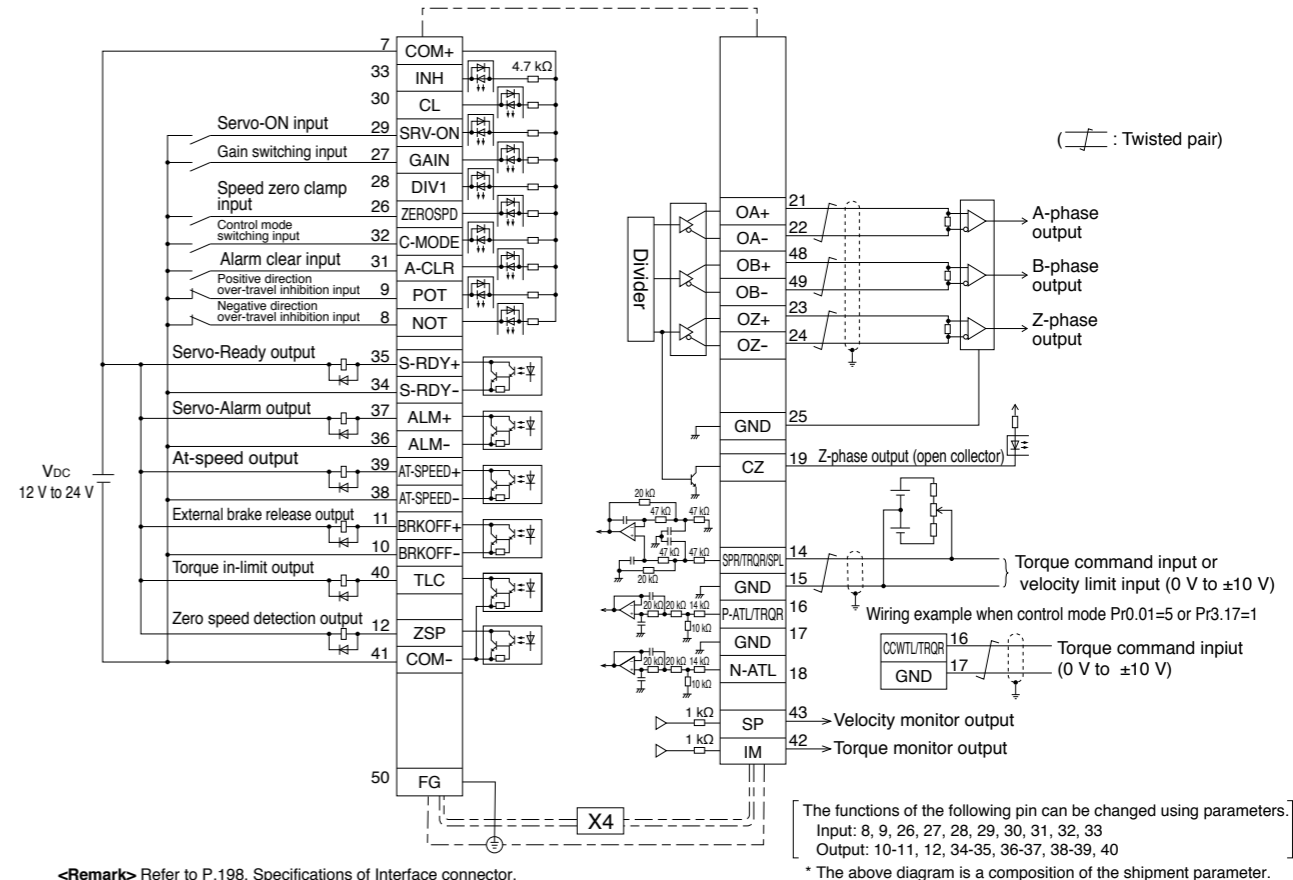 7 COM+
33 INH 4.7 kΩ
30 CL
Servo-ON input 29 SRV-ON
Gain switching input 27 GAIN
28 DIV1
Speed zero clamp
input 26 ZEROSPD
Control mode
switching input 32 C-MODE
Alarm clear input 31 A-CLR
Positive direction
over-travel inhibition input 9 POT
Negative direction
over-travel inhibition input 8 NOT
Servo-Ready output 35 S-RDY+
34 S-RDY-
Servo-Alarm output 37 ALM+
36 ALM-
At-speed output 39 AT-SPEED+
38 AT-SPEED-
External brake release output 11 BRKOFF+
10 BRKOFF-
Torque in-limit output 40 TLC
Zero speed detection output 12 ZSP
41 COM-
VDC
12 V to 24 V
50 FG
X4
( : Twisted pair)
Divider
OA+ 21
OA- 22
A-phase
output
OB+ 48
OB- 49
B-phase
output
OZ+ 23
OZ- 24
Z-phase
output
GND 25
CZ 19 Z-phase output (open collector)
20 kΩ
47 kΩ 47 kΩ
47 kΩ 47 kΩ
20 kΩ
SPR/TRQR/SPL 14
GND 15
Torque command input or
velocity limit input (0 V to ±10 V)
20 kΩ 20 kΩ 14 kΩ P-ATL/TRQR 16
10 kΩ
GND 17
20 kΩ 20 kΩ 14 kΩ N-ATL 18
10 kΩ
Wiring example when control mode Pr0.01=5 or Pr3.17=1
CCWTL/TRQR 16
GND 17
Torque command inpiut
(0 V to ±10 V)
1 kΩ SP 43 Velocity monitor output
1 kΩ IM 42 Torque monitor output
The functions of the following pin can be changed using parameters.
Input: 8, 9, 26, 27, 28, 29, 30, 31, 32, 33
Output: 10-11, 12, 34-35, 36-37, 38-39, 40
* The above diagram is a composition of the shipment parameter.
<Remark> Refer to P.198, Specifications of Interface connector.